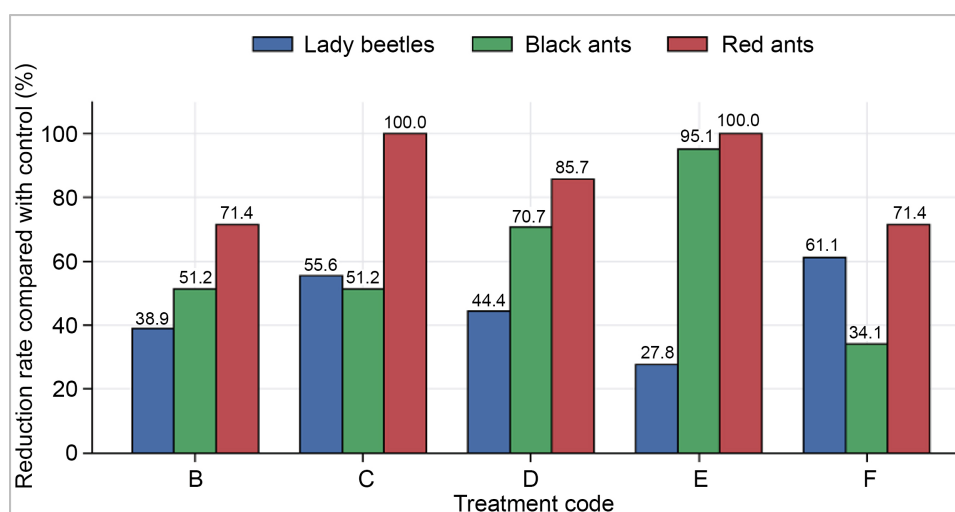 Lady beetles Black ants Red ants
Reduction rate compared with control (%)
100
80
60
40
20
0
38.9 51.2 71.4
55.6 51.2 100.0
44.4 70.7 85.7
27.8 95.1 100.0
61.1 34.1 71.4
B C D E F
Treatment code